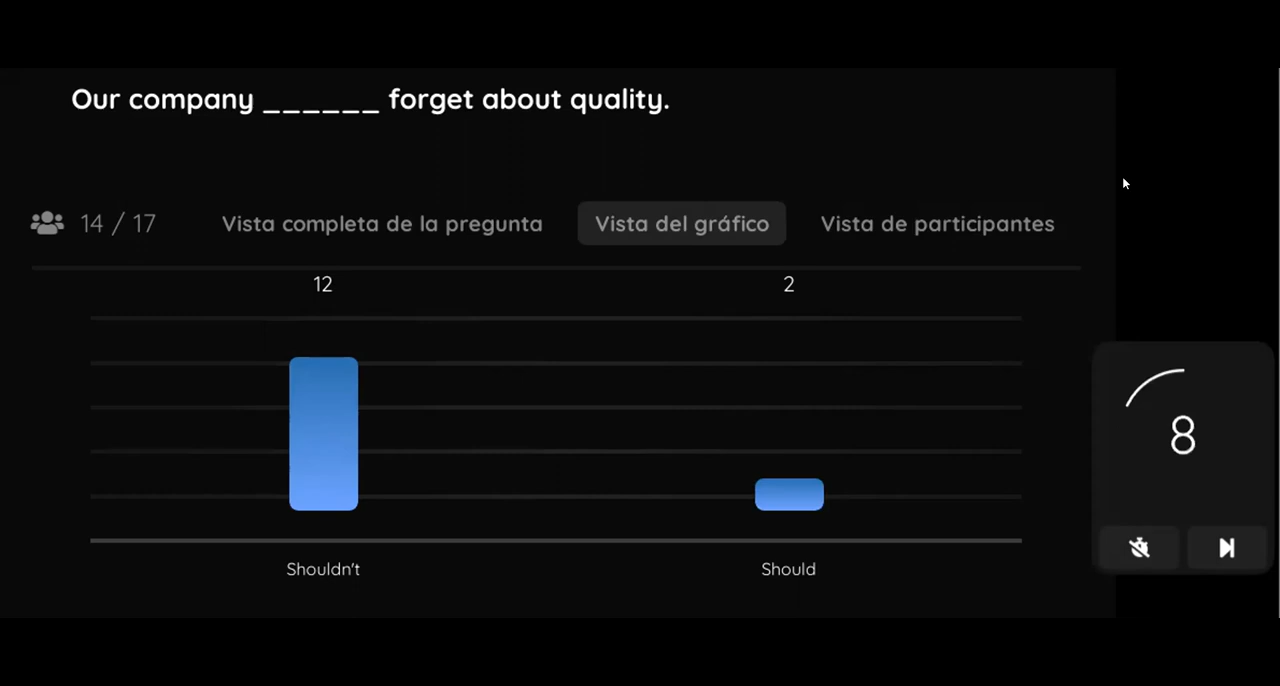 Our company ______ forget about quality.
14 / 17 Vista completa de la pregunta Vista del gráfico Vista de participantes
12 2
8
Shouldn't Should